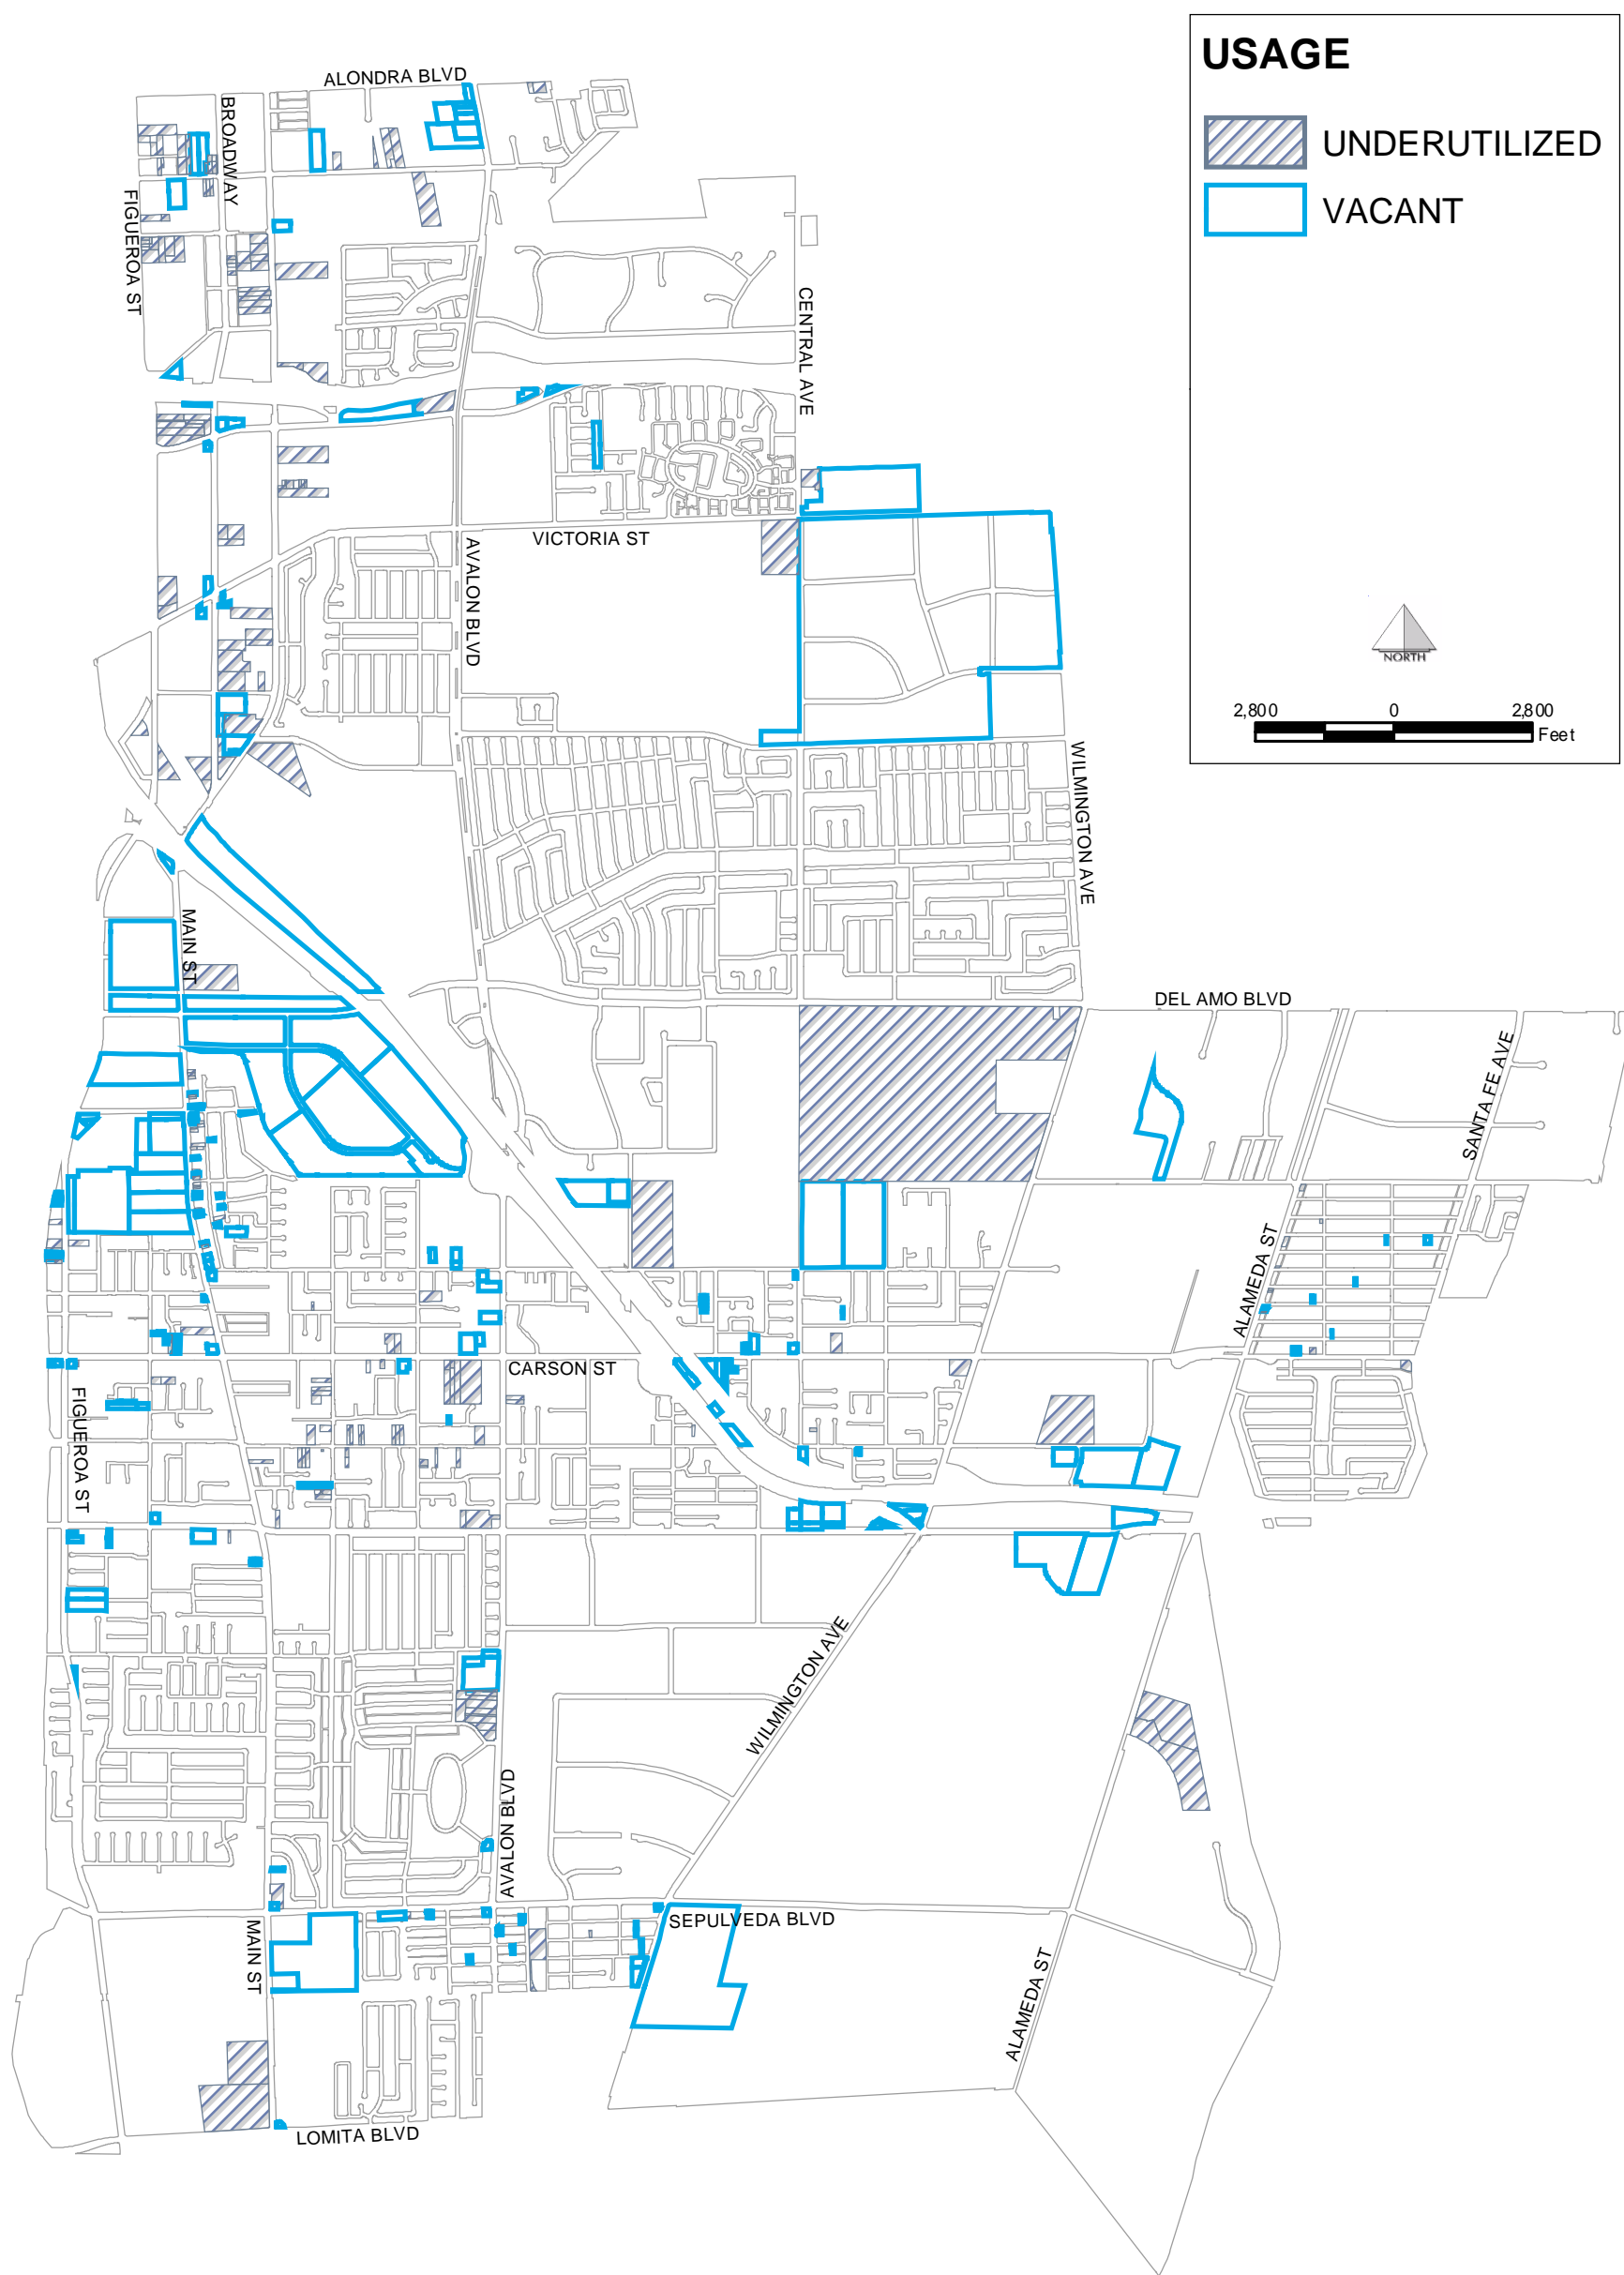 USAGE
UNDERUTILIZED
VACANT
NORTH
2,800 0 2,800
Feet
ALONDRA BLVD
BROADWAY
FIGUEROA ST
CENTRAL AVE
VICTORIA ST
AVALON BLVD
WILMINGTON AVE
MAIN ST
DEL AMO BLVD
SANTA FE AVE
ALAMEDA ST
CARSON ST
FIGUEROA ST
WILMINGTON AVE
AVALON BLVD
SEPULVEDA BLVD
MAIN ST
ALAMEDA ST
LOMITA BLVD